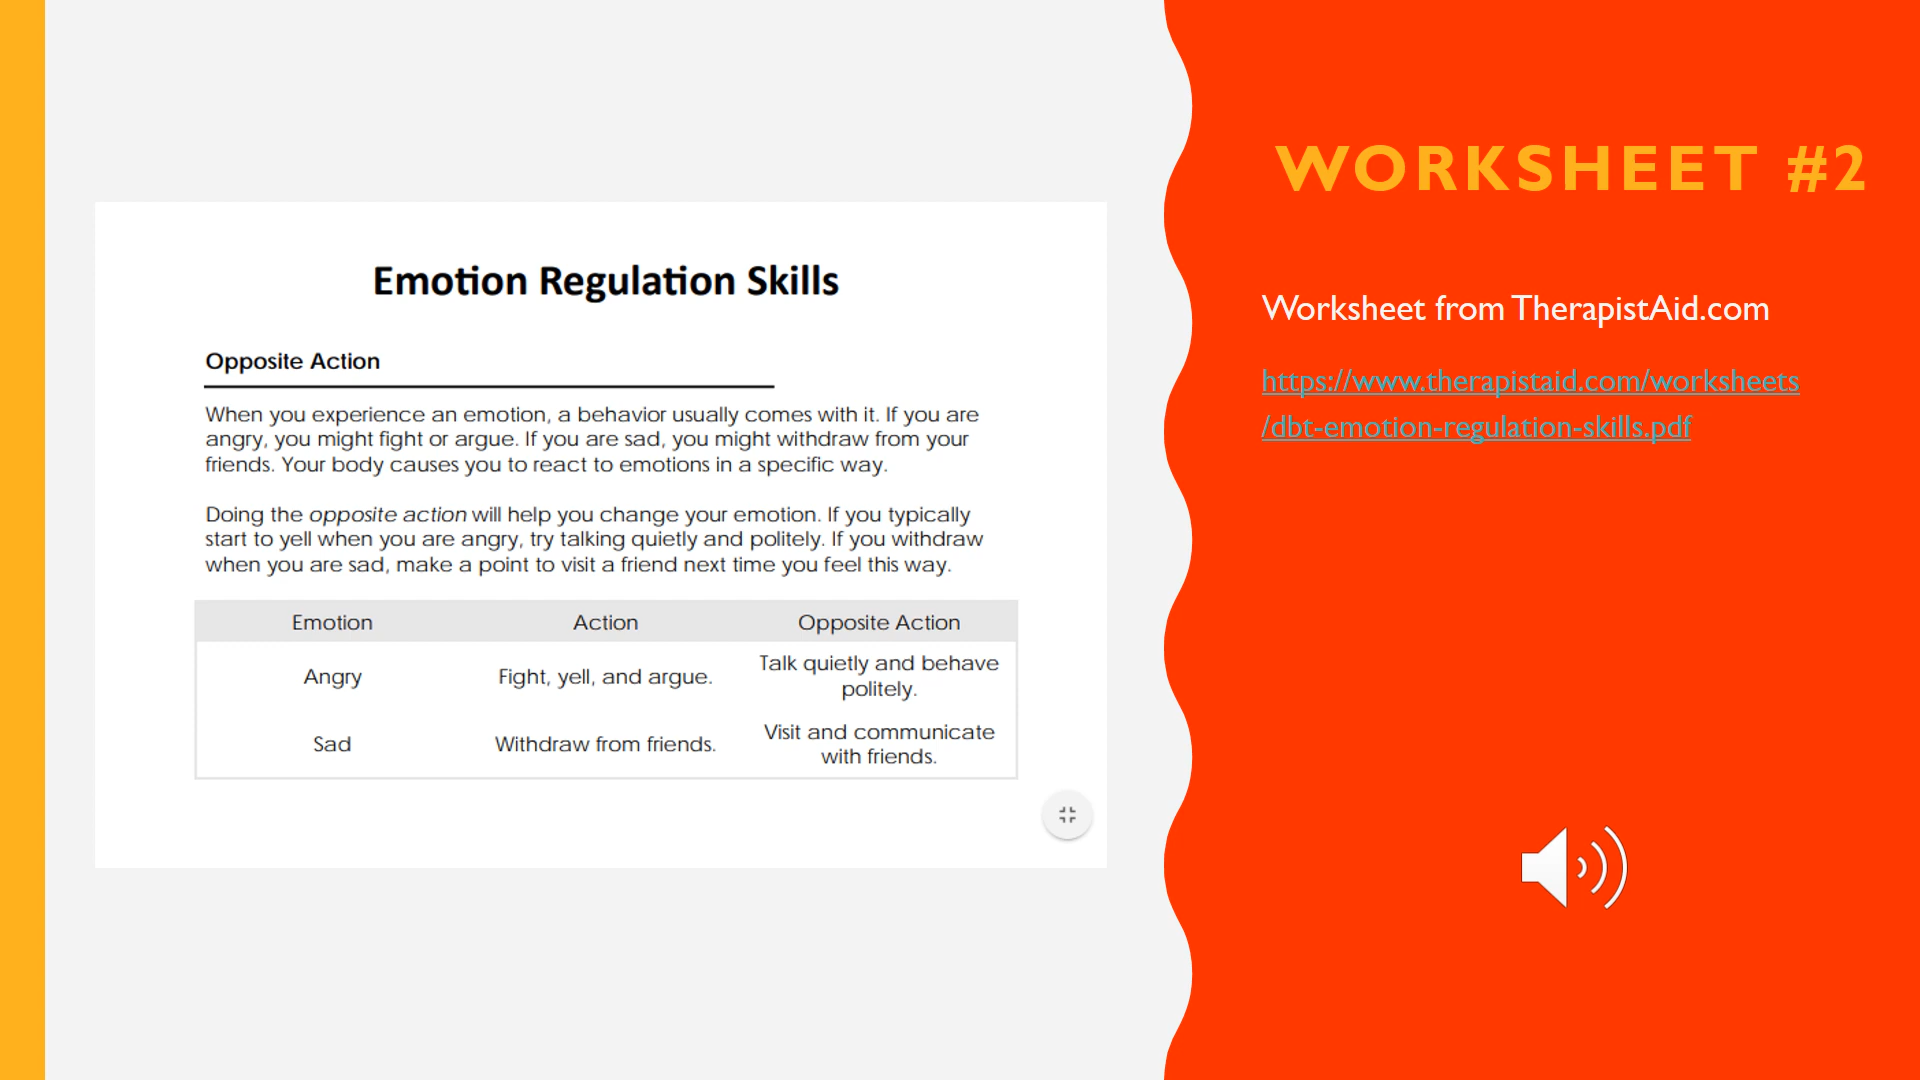 Emotion Regulation Skills
Opposite Action
When you experience an emotion, a behavior usually comes with it. If you are
angry, you might fight or argue. If you are sad, you might withdraw from your
friends. Your body causes you to react to emotions in a specific way.
Doing the opposite action will help you change your emotion. If you typically
start to yell when you are angry, try talking quietly and politely. If you withdraw
when you are sad, make a point to visit a friend next time you feel this way.
Emotion Action Opposite Action
Angry Fight, yell, and argue. Talk quietly and behave
politely.
Sad Withdraw from friends. Visit and communicate
with friends.
WORKSHEET #2
Worksheet from TherapistAid.com
https://www.therapistaid.com/worksheets
/dbt-emotion-regulation-skills.pdf